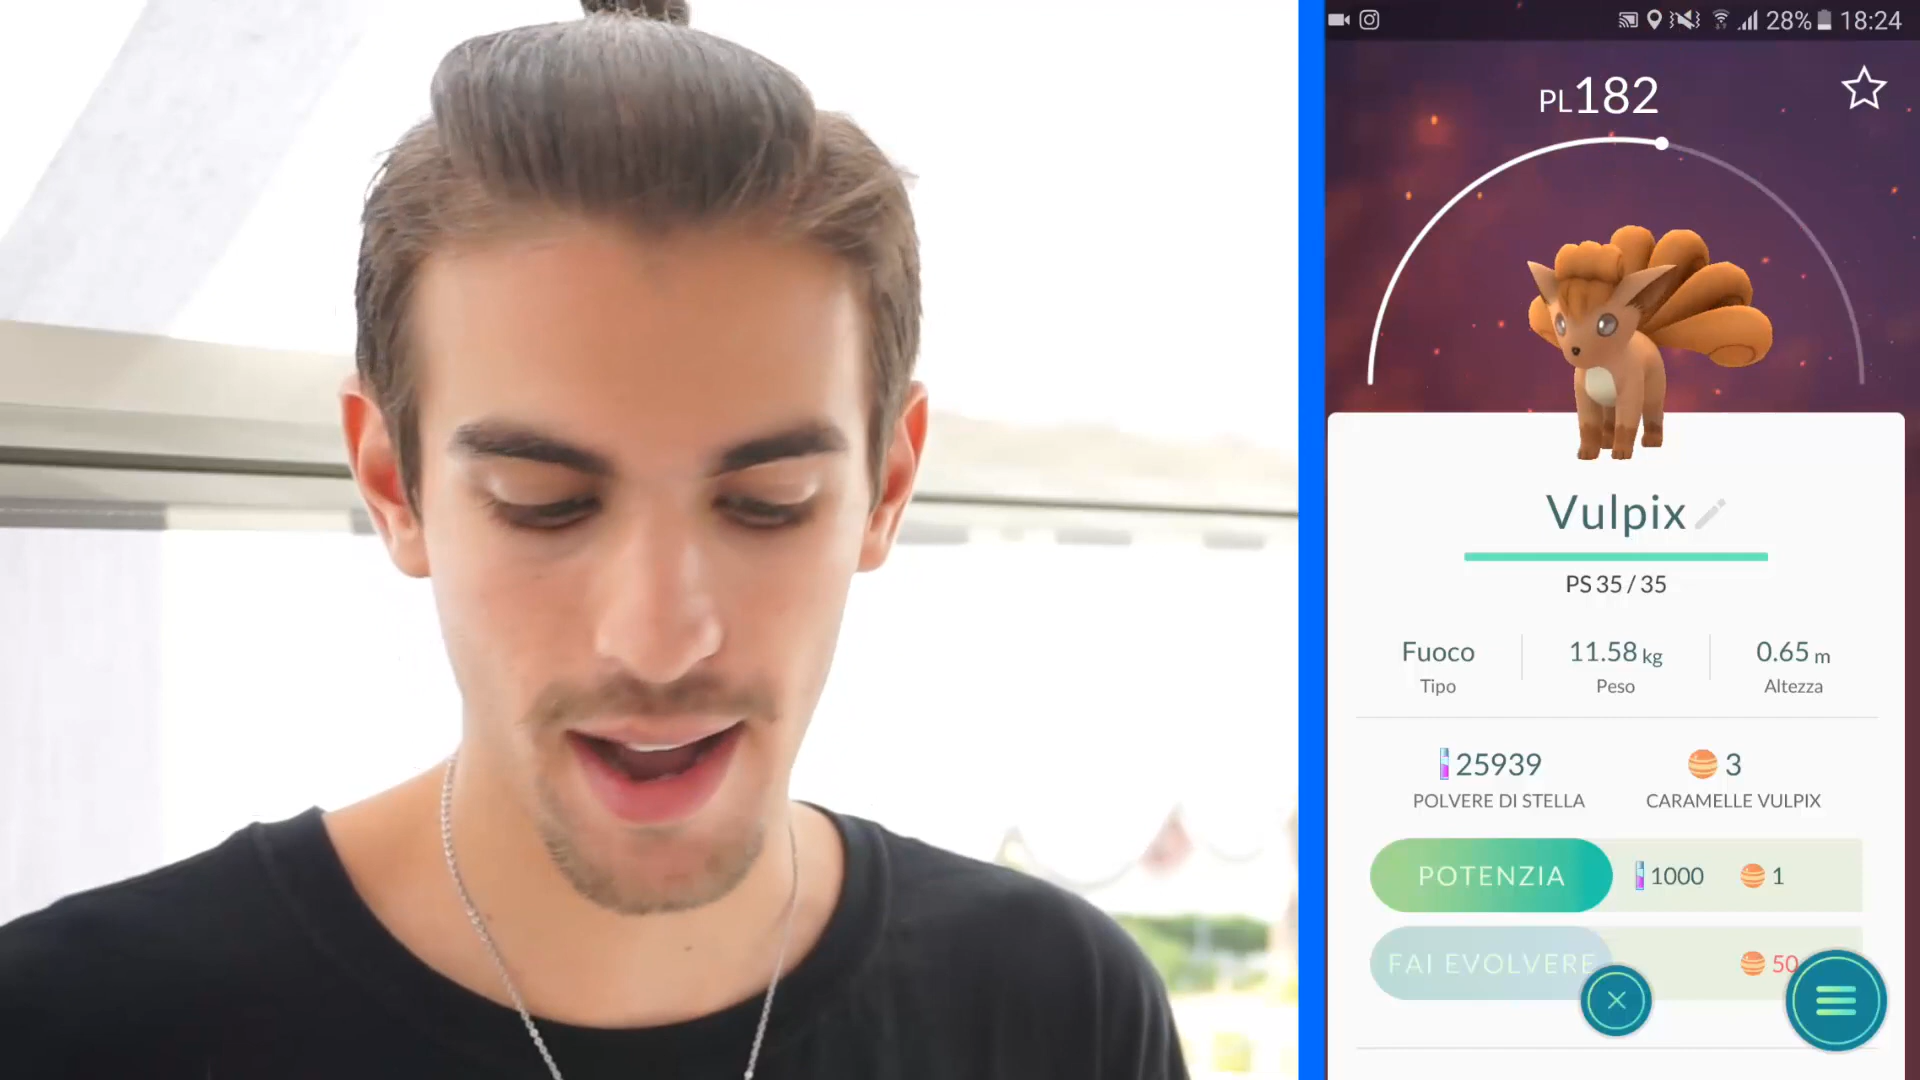 28% 18:24
PL182
Vulpix
PS 35 / 35
Fuoco 11.58 kg 0.65 m
Tipo Peso Altezza
25939 3
POLVERE DI STELLA CARAMELLE VULPIX
POTENZIA 1000 1
FAI EVOLVERE 50